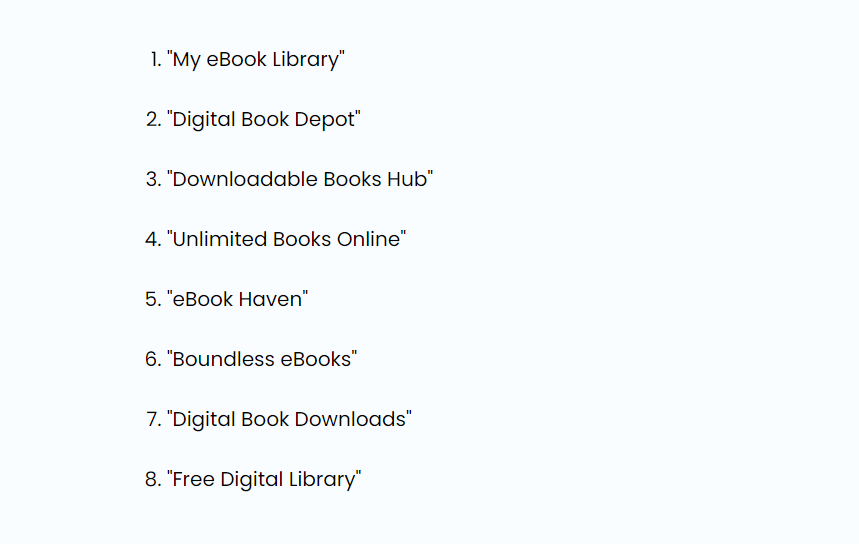 1. "My eBook Library"
2. "Digital Book Depot"
3. "Downloadable Books Hub"
4. "Unlimited Books Online"
5. "eBook Haven"
6. "Boundless eBooks"
7. "Digital Book Downloads"
8. "Free Digital Library"